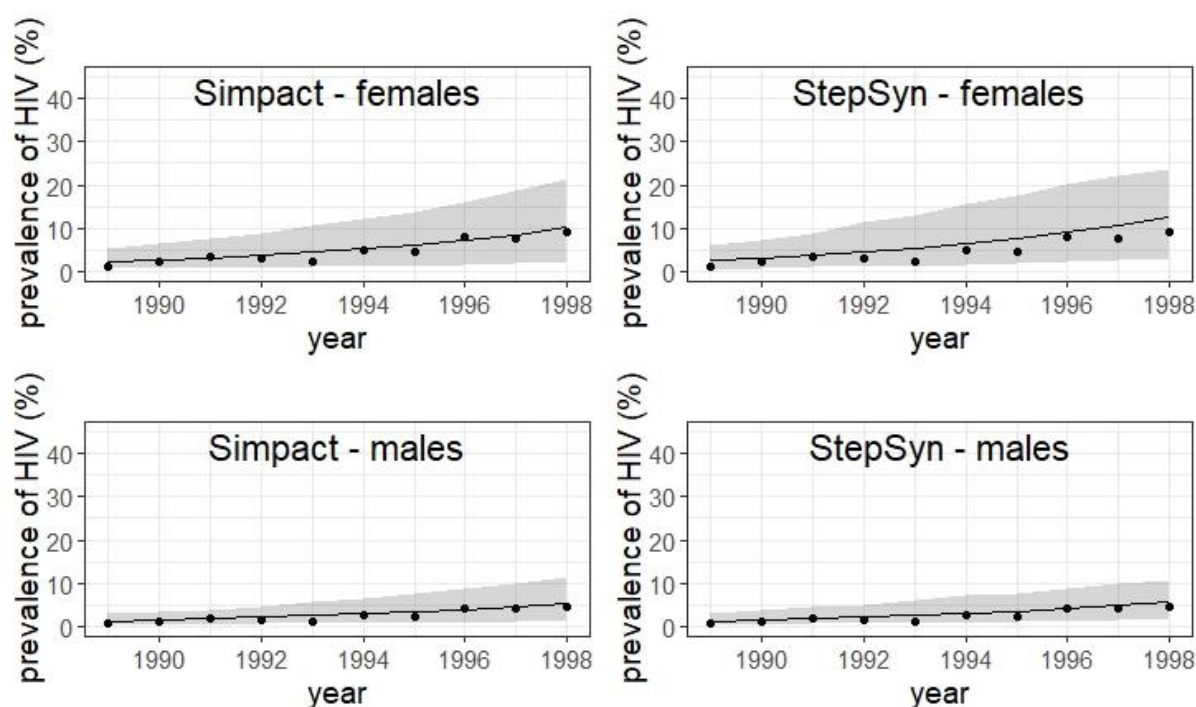 Simpact - females
prevalence of HIV (%)
40
30
20
10
0
1990 1992 1994 1996 1998
year
StepSyn - females
prevalence of HIV (%)
40
30
20
10
0
1990 1992 1994 1996 1998
year
Simpact - males
prevalence of HIV (%)
40
30
20
10
0
1990 1992 1994 1996 1998
year
StepSyn - males
prevalence of HIV (%)
40
30
20
10
0
1990 1992 1994 1996 1998
year